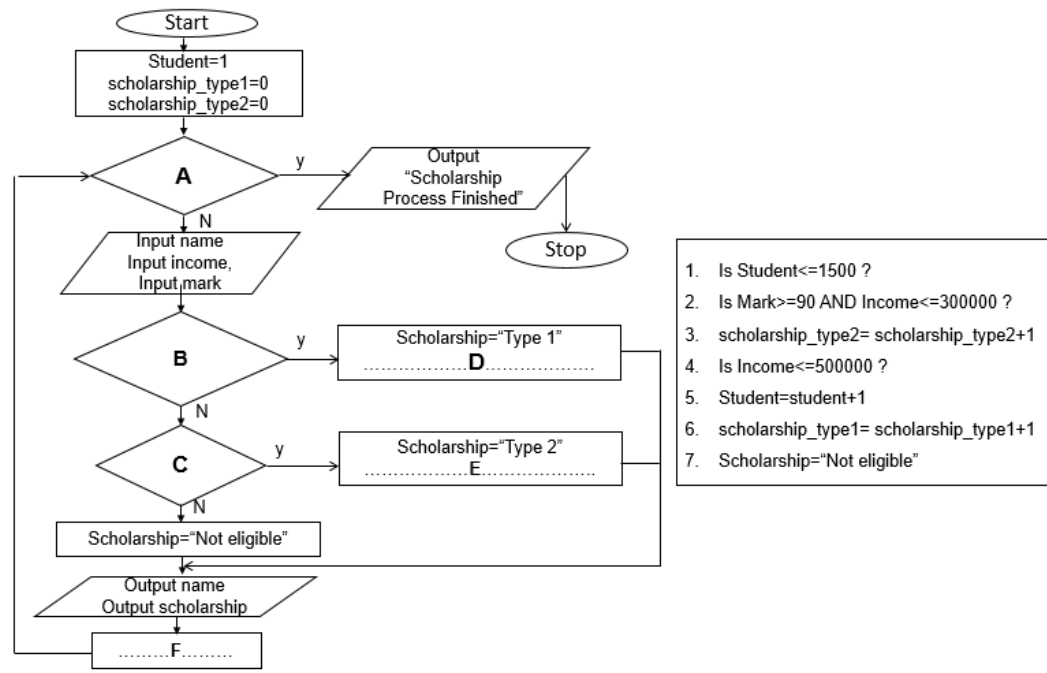 Start
Student=1
scholarship_type1=0
scholarship_type2=0
A
y
Output
“Scholarship
Process Finished”
N
Stop
Input name
Input income,
Input mark
B
y
Scholarship=“Type 1”
……………………D……………………
N
C
y
Scholarship=“Type 2”
……………………E……………………
N
Scholarship=“Not eligible”
Output name
Output scholarship
………F………
1. Is Student<=1500 ?
2. Is Mark>=90 AND Income<=300000 ?
3. scholarship_type2= scholarship_type2+1
4. Is Income<=500000 ?
5. Student=student+1
6. scholarship_type1= scholarship_type1+1
7. Scholarship=“Not eligible”